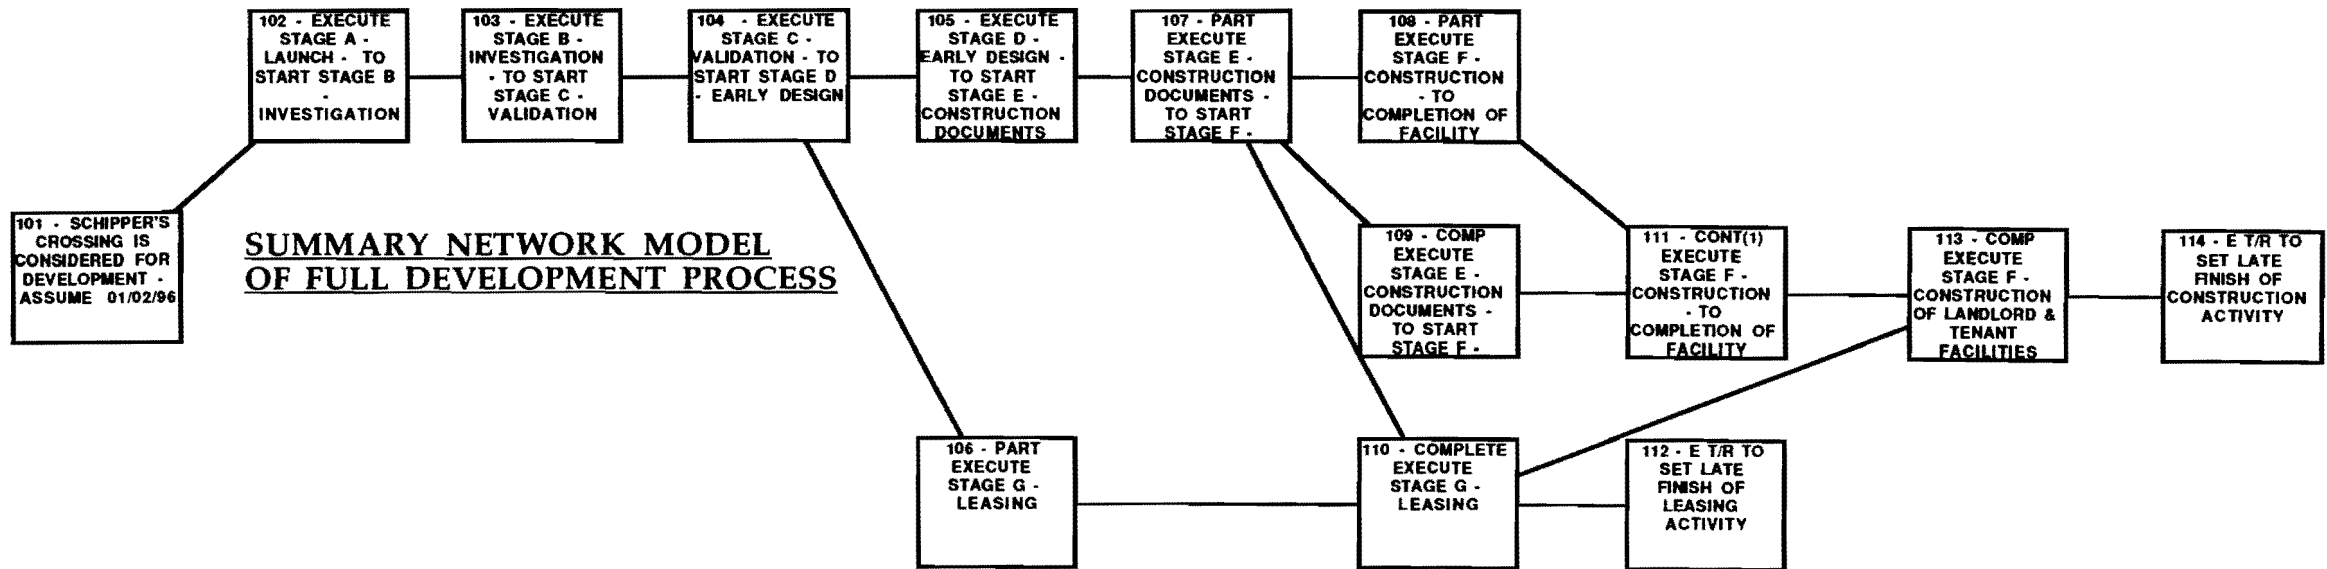 102 - EXECUTE
STAGE A -
LAUNCH - TO
START STAGE B
-
INVESTIGATION
103 - EXECUTE
STAGE B -
INVESTIGATION
- TO START
STAGE C -
VALIDATION
104 - EXECUTE
STAGE C -
VALIDATION - TO
START STAGE D
- EARLY DESIGN
105 - EXECUTE
STAGE D -
EARLY DESIGN -
TO START
STAGE E -
CONSTRUCTION
DOCUMENTS
107 - PART
EXECUTE
STAGE E -
CONSTRUCTION
DOCUMENTS -
TO START
STAGE F -
108 - PART
EXECUTE
STAGE F -
CONSTRUCTION
- TO
COMPLETION OF
FACILITY
101 - SCHIPPER'S
CROSSING IS
CONSIDERED FOR
DEVELOPMENT -
ASSUME 01/02/96
SUMMARY NETWORK MODEL
OF FULL DEVELOPMENT PROCESS
109 - COMP
EXECUTE
STAGE E -
CONSTRUCTION
DOCUMENTS -
TO START
STAGE F -
111 - CONT(1)
EXECUTE
STAGE F -
CONSTRUCTION
- TO
COMPLETION OF
FACILITY
113 - COMP
EXECUTE
STAGE F -
CONSTRUCTION
OF LANDLORD &
TENANT
FACILITIES
114 - E T/R TO
SET LATE
FINISH OF
CONSTRUCTION
ACTIVITY
106 - PART
EXECUTE
STAGE G -
LEASING
110 - COMPLETE
EXECUTE
STAGE G -
LEASING
112 - E T/R TO
SET LATE
FINISH OF
LEASING
ACTIVITY